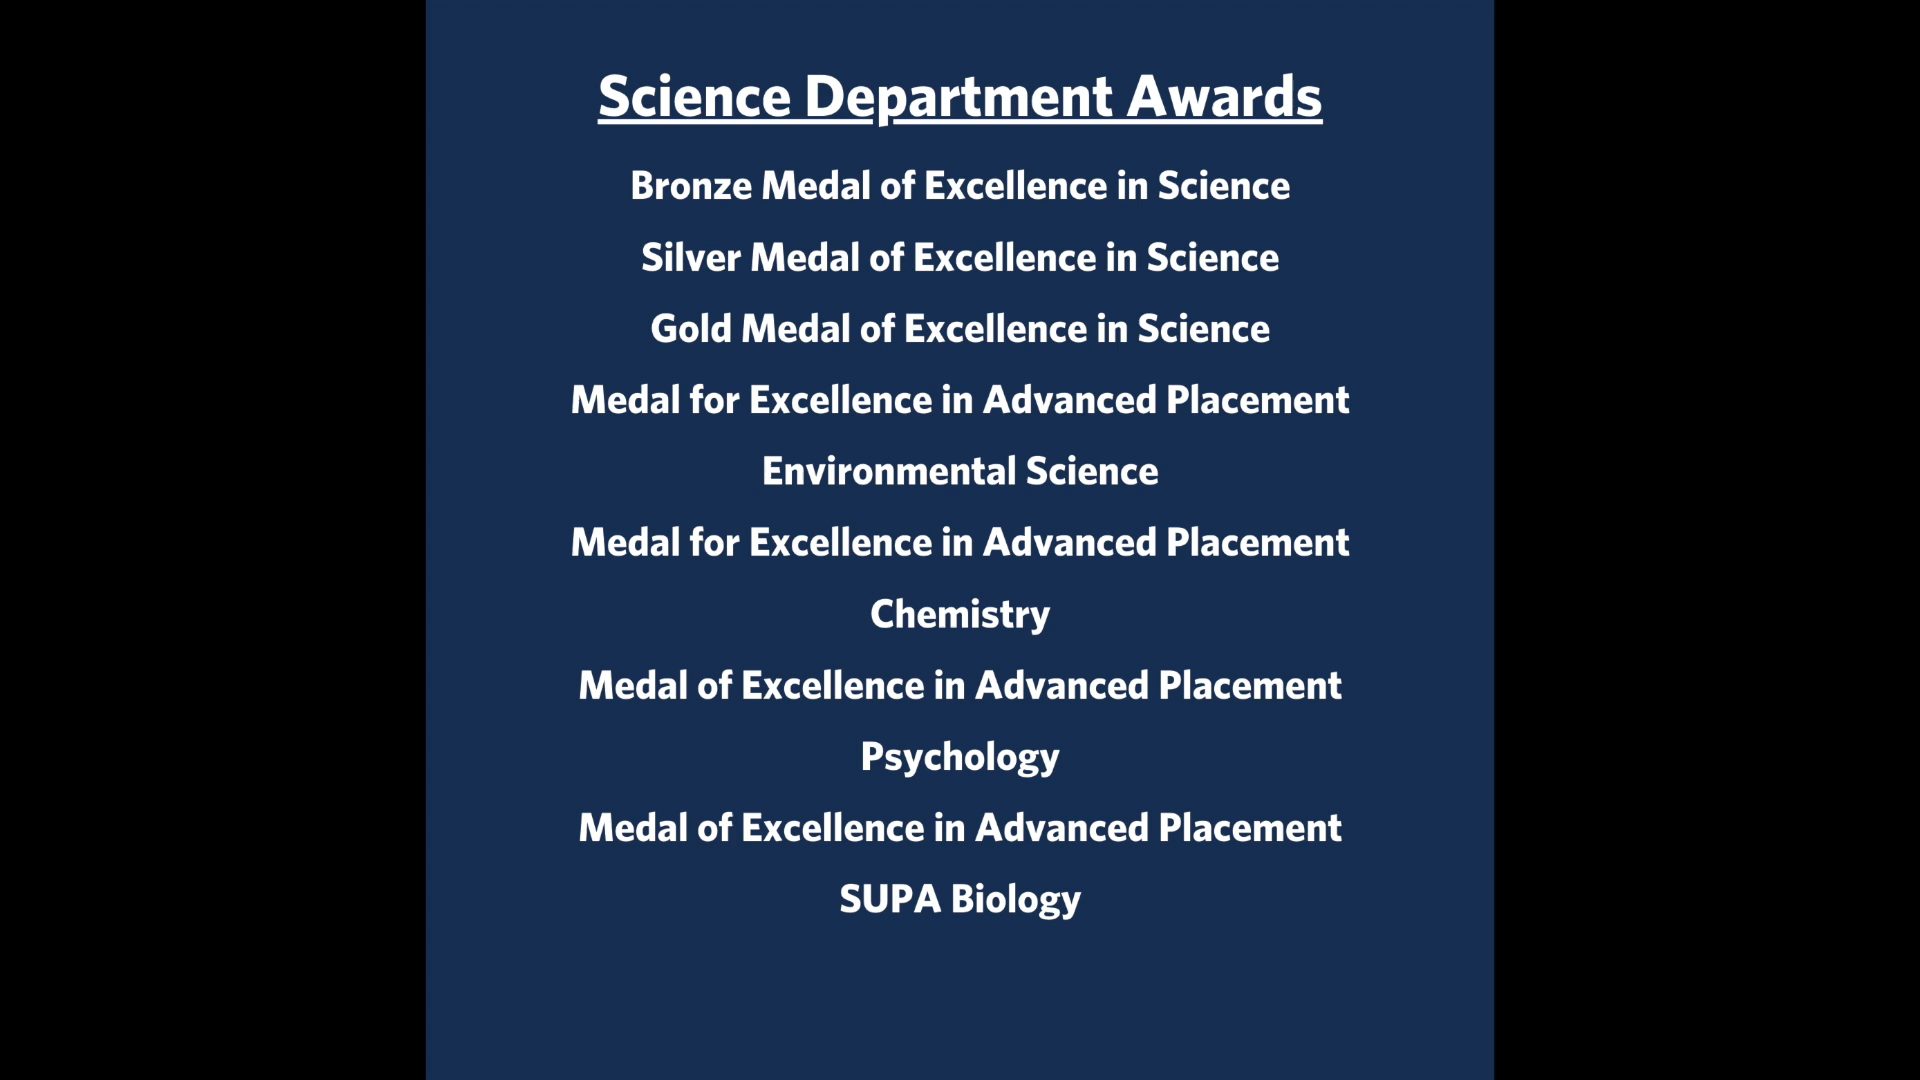 Science Department Awards
Bronze Medal of Excellence in Science
Silver Medal of Excellence in Science
Gold Medal of Excellence in Science
Medal for Excellence in Advanced Placement
Environmental Science
Medal for Excellence in Advanced Placement
Chemistry
Medal of Excellence in Advanced Placement
Psychology
Medal of Excellence in Advanced Placement
SUPA Biology